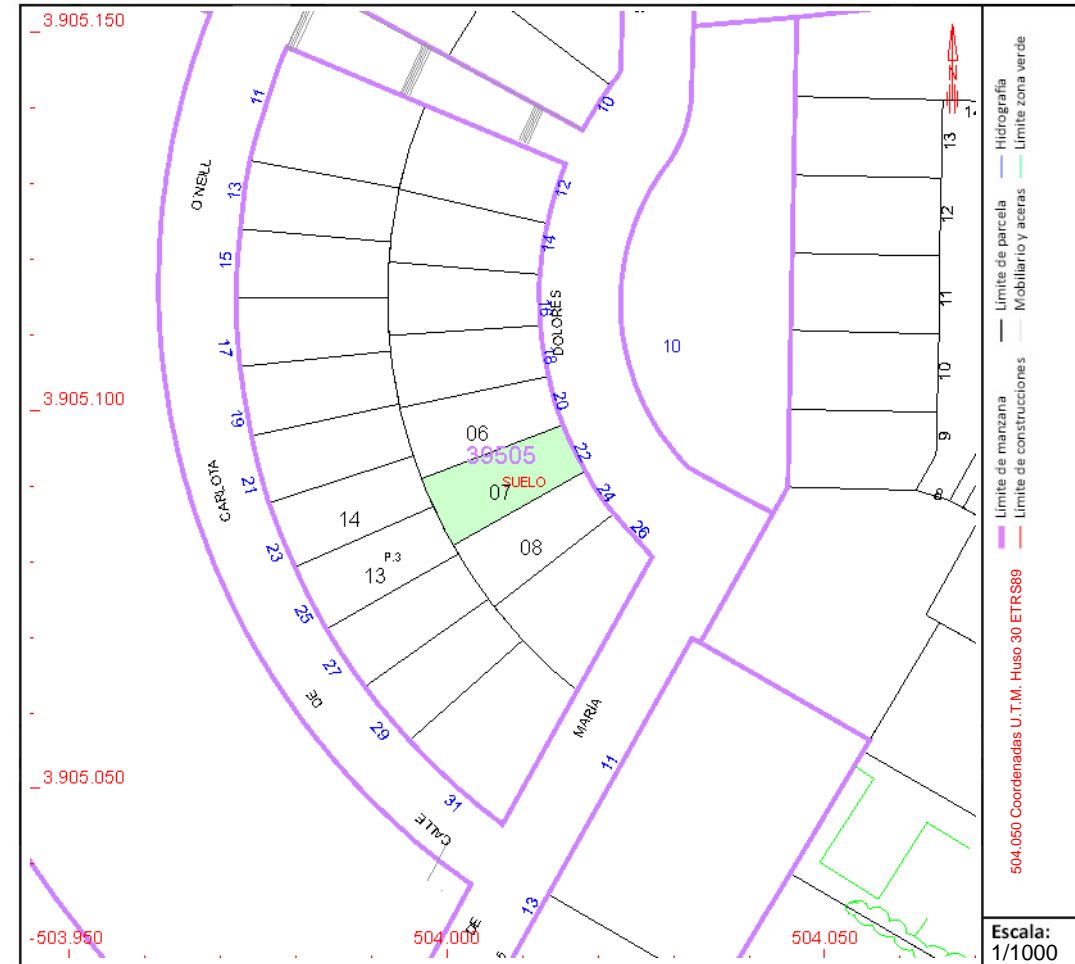 3.905.150
3.905.100
3.905.050
-503.950
504.000
504.050
O'NEILL
CARLOTA
DE
CALLE
DE
MARÍA
DOLORES
11
13
15
17
19
21
23
25
27
29
31
10
12
14
16
18
20
22
24
26
11
13
10
06
39505
SUELO
07
08
14
P.3
13
13
12
11
10
9
8
N
Límite de manzana
Límite de parcela
Hidrografía
Límite de construcciones
Mobiliario y aceras
Límite zona verde
504.050 Coordenadas U.T.M. Huso 30 ETRS89
Escala:
1/1000